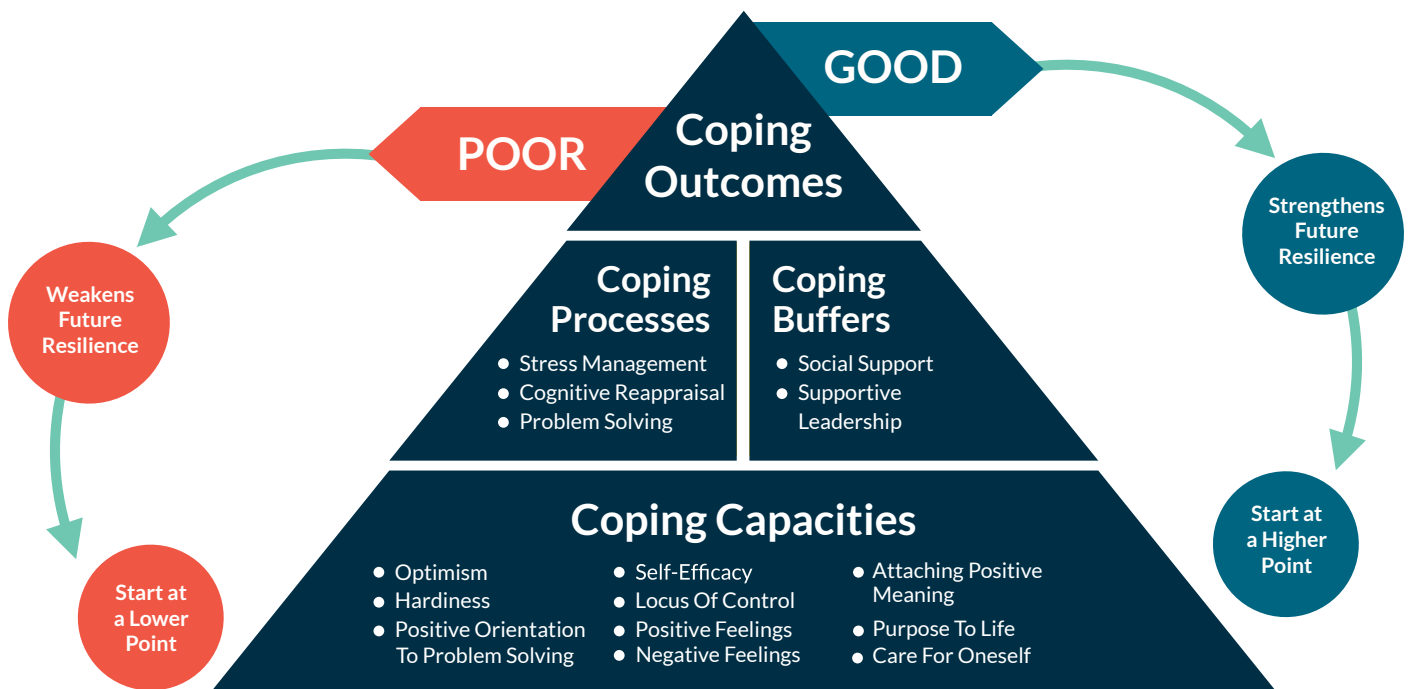 GOOD
POOR
Coping
Outcomes
Weakens
Future
Resilience
Strengthens
Future
Resilience
Coping
Processes
● Stress Management
● Cognitive Reappraisal
● Problem Solving
Coping
Buffers
● Social Support
● Supportive
Leadership
Start at
a Lower
Point
Start at
a Higher
Point
Coping Capacities
● Optimism
● Hardiness
● Positive Orientation
To Problem Solving
● Self-Efficacy
● Locus Of Control
● Positive Feelings
● Negative Feelings
● Attaching Positive
Meaning
● Purpose To Life
● Care For Oneself